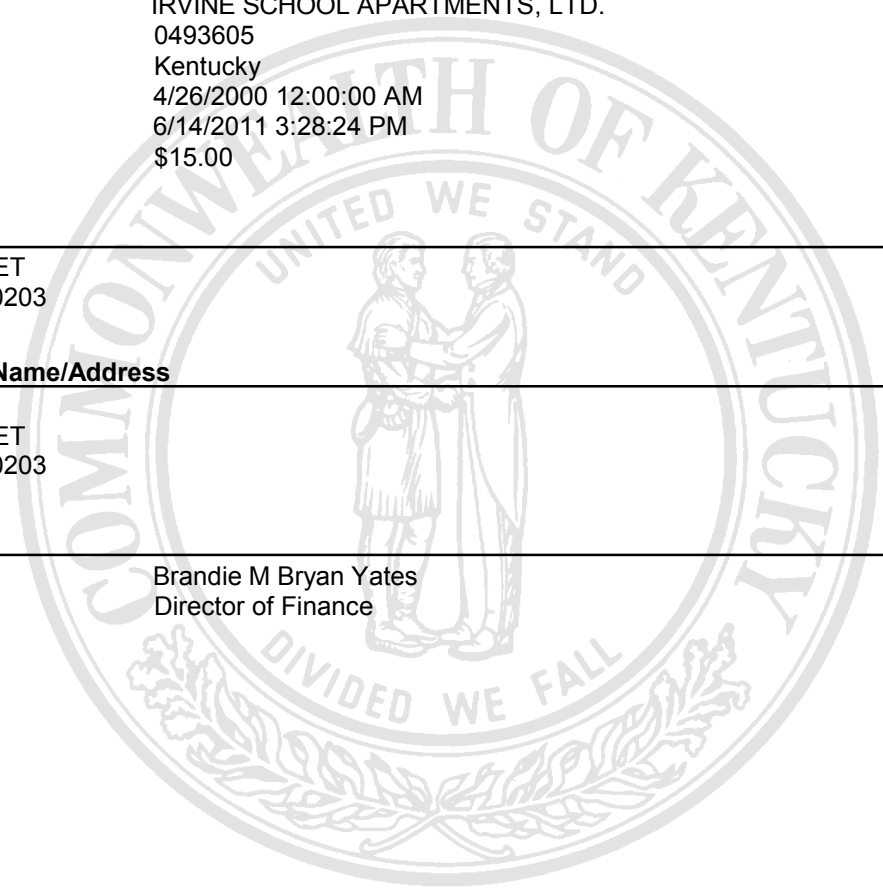 IRVINE SCHOOL APARTMENTS, LTD.
0493605
Kentucky
4/26/2000 12:00:00 AM
6/14/2011 3:28:24 PM
$15.00
COMMONWEALTH OF KENTUCKY
UNITED WE STAND
ET
0203
Name/Address
ET
0203
Brandie M Bryan Yates
Director of Finance
DIVIDED WE FALL